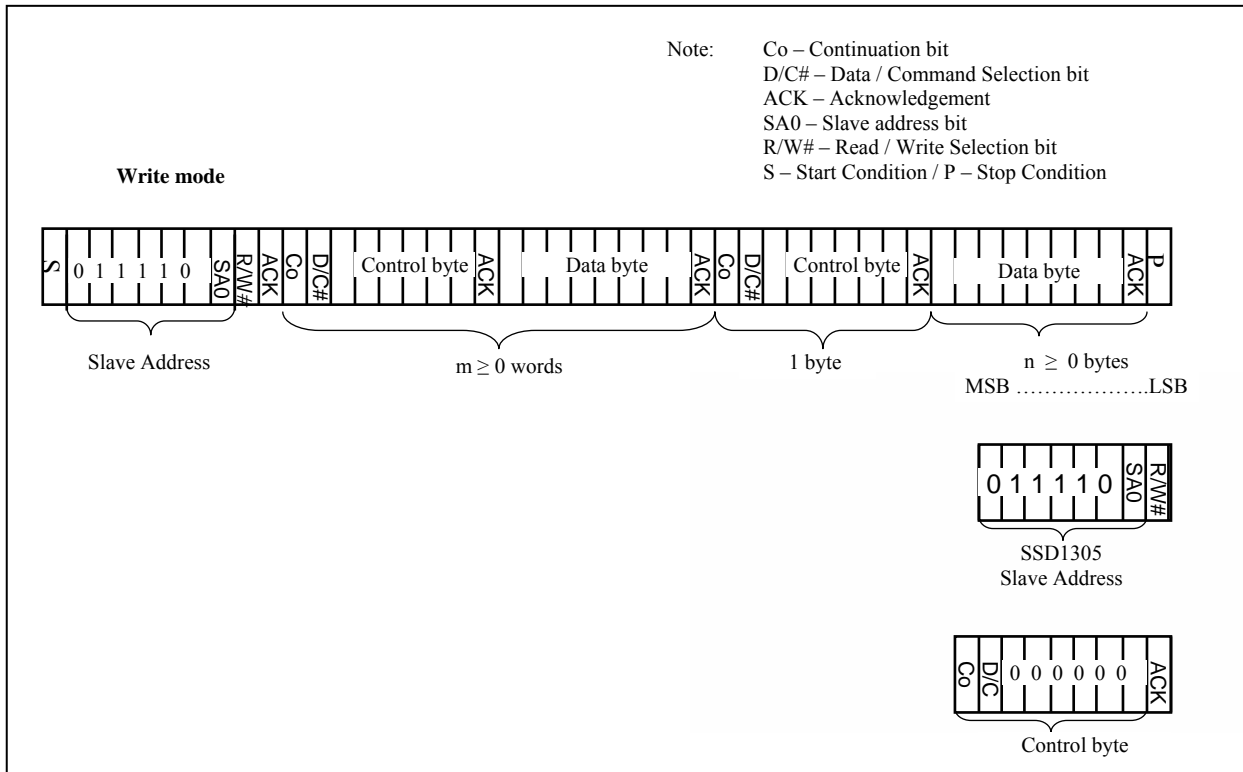 Note: Co – Continuation bit
D/C# – Data / Command Selection bit
ACK – Acknowledgement
SA0 – Slave address bit
R/W# – Read / Write Selection bit
S – Start Condition / P – Stop Condition
Write mode
S 0 1 1 1 1 0 SA0 R/W# ACK Co D/C# Control byte ACK Data byte ACK Co D/C# Control byte ACK Data byte ACK P
Slave Address m ≥ 0 words 1 byte n ≥ 0 bytes
MSB ……………….LSB
0 1 1 1 1 0 SA0 R/W#
SSD1305
Slave Address
Co D/C 0 0 0 0 0 0 ACK
Control byte